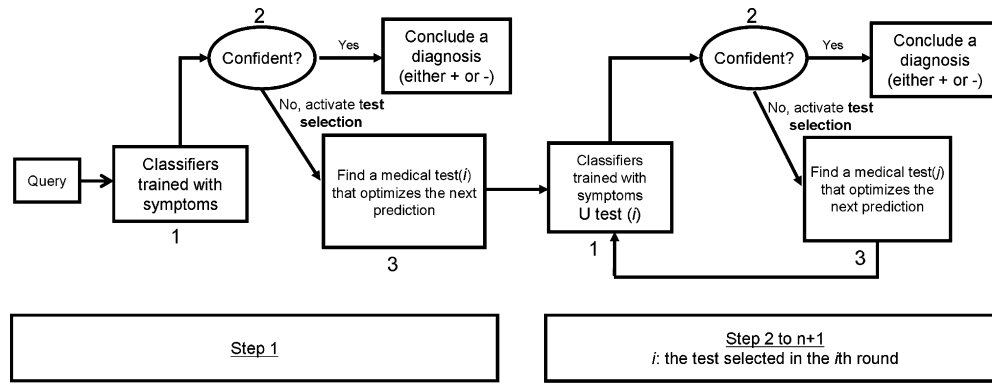 Query
Classifiers
trained with
symptoms
1
2
Confident?
Yes
Conclude a
diagnosis
(either + or -)
No, activate test
selection
Find a medical test(i)
that optimizes the next
prediction
3
Classifiers
trained with
symptoms
U test (i)
1
2
Confident?
Yes
Conclude a
diagnosis
(either + or -)
No, activate test
selection
Find a medical test(j)
that optimizes the
next prediction
3
Step 1
Step 2 to n+1
i: the test selected in the ith round